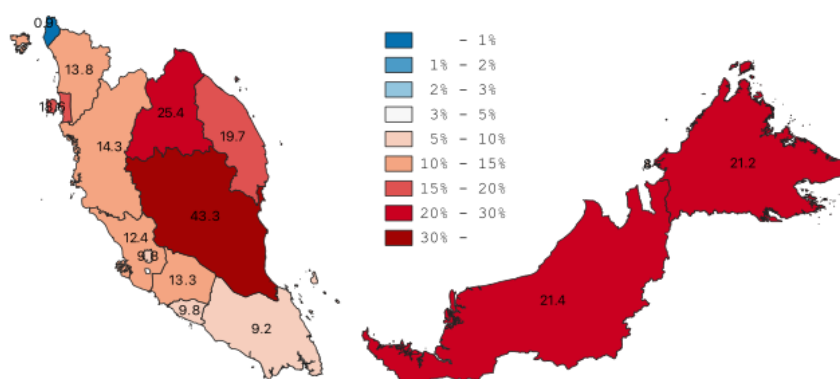 0.9
13.8
25.4
19.7
14.3
43.3
12.4
9.8
13.3
9.8
9.2
- 1%
1% - 2%
2% - 3%
3% - 5%
5% - 10%
10% - 15%
15% - 20%
20% - 30%
30% -
21.2
21.4